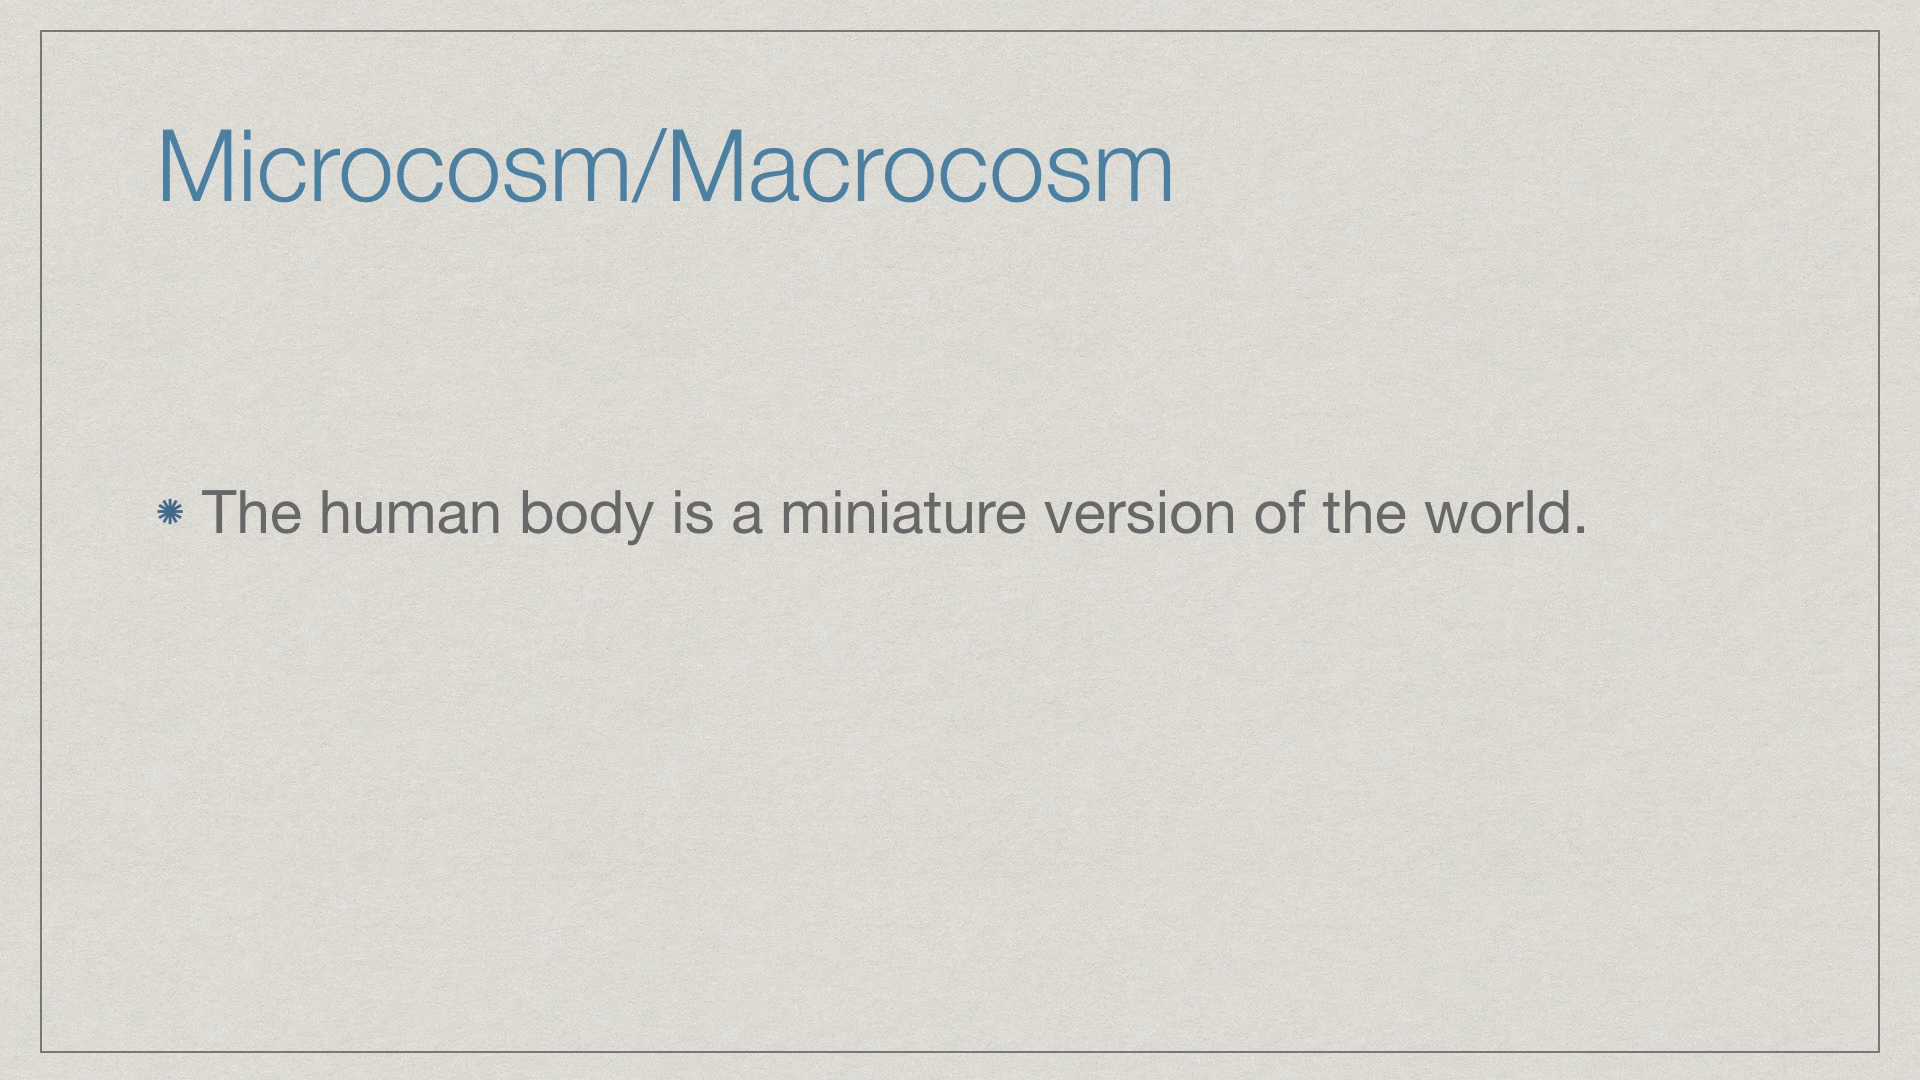 Microcosm/Macrocosm
The human body is a miniature version of the world.